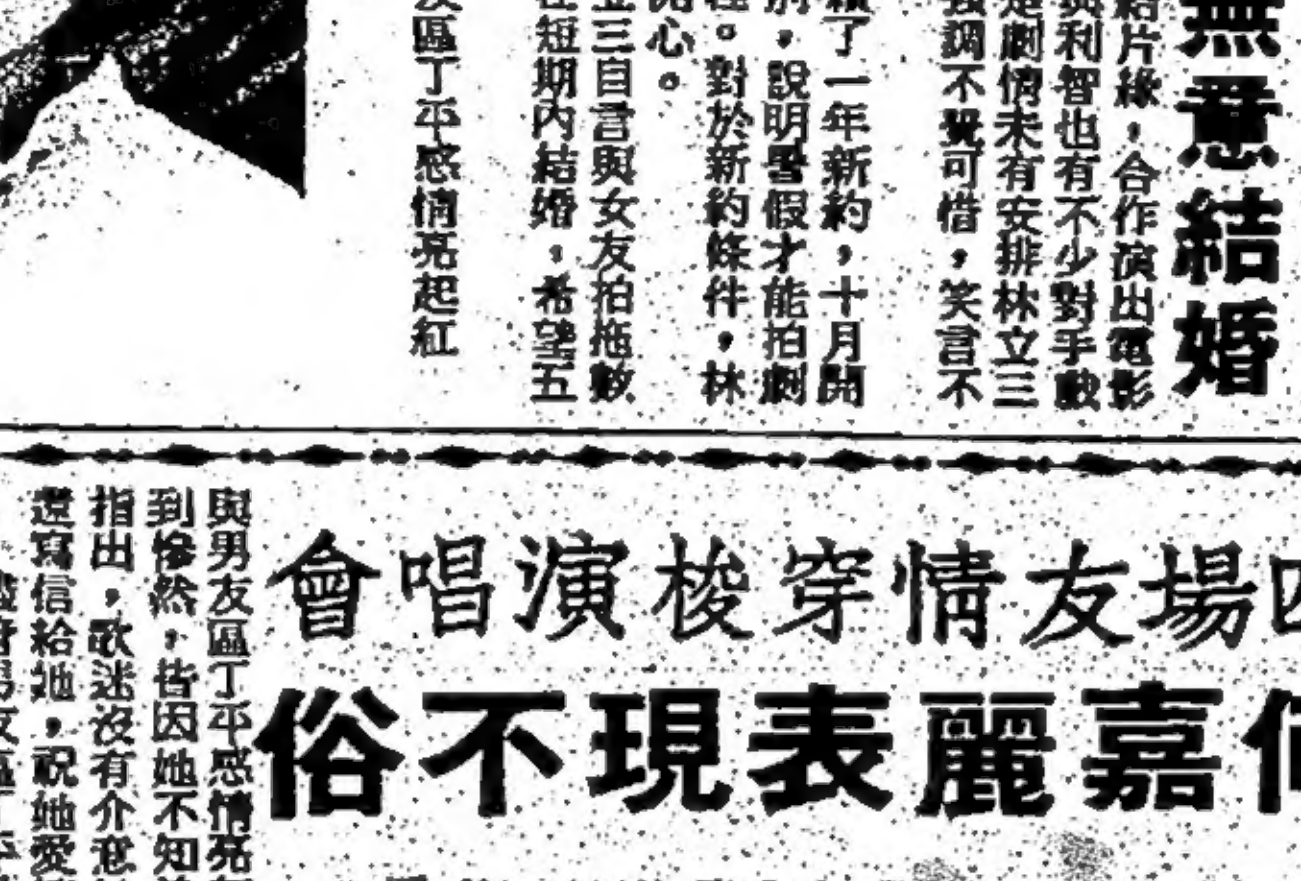 無意結婚
結片緣，合作演出電影
與利智也有不少對手戲
是劇情未有安排林立三
強調不覺可惜，笑言不
了一年新約，十月開
，說明暑假才能拍劇
。對於新約條件，林
心。
三自言與女友拍拖數
在短期內結婚，希望五
友區丁平感情亮起紅
四場友情穿梭演唱會
何嘉麗表現不俗
與男友區丁平感情亮
到慘然，皆因她不知
指出，歌迷沒有介意
還寫信給她，祝她愛